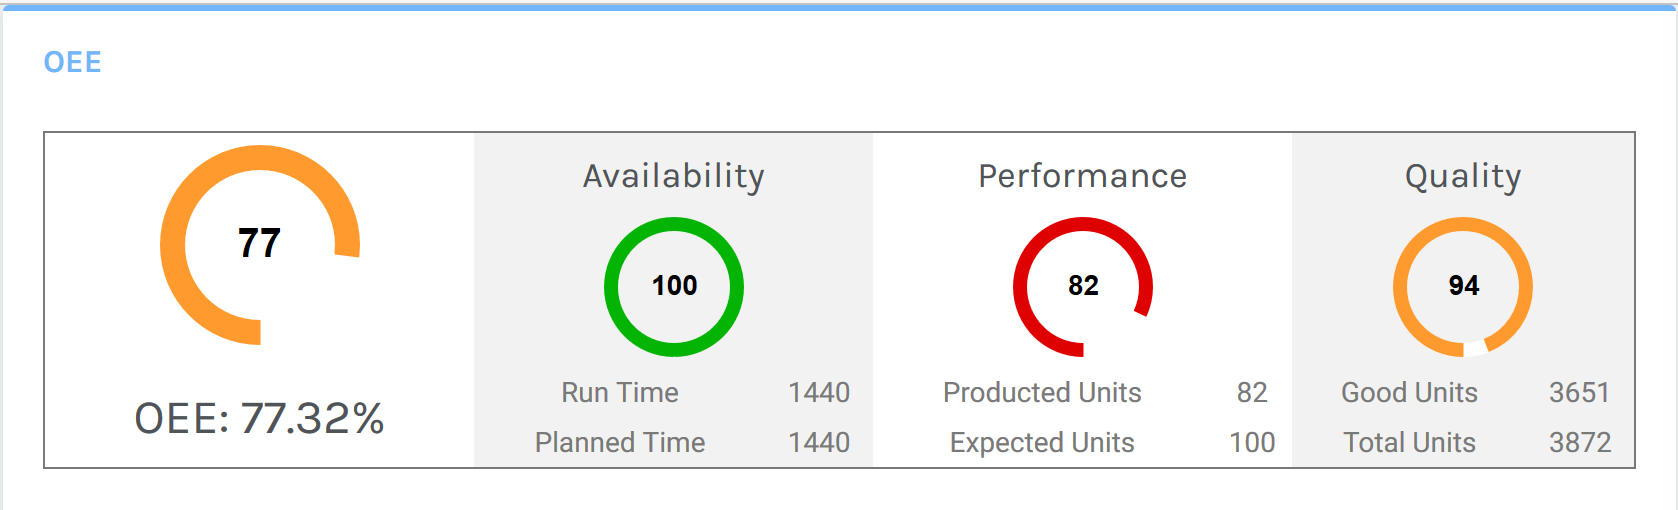 OEE
77
OEE: 77.32%
Availability
100
Run Time 1440
Planned Time 1440
Performance
82
Producted Units 82
Expected Units 100
Quality
94
Good Units 3651
Total Units 3872